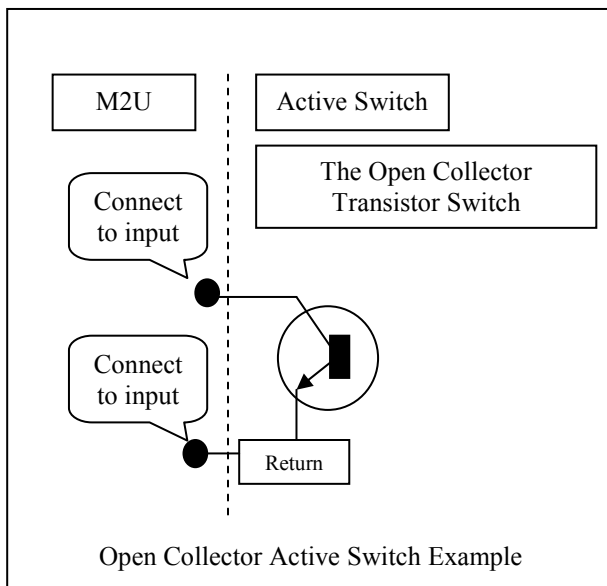 M2U
Active Switch
The Open Collector
Transistor Switch
Connect
to input
Connect
to input
Return
Open Collector Active Switch Example